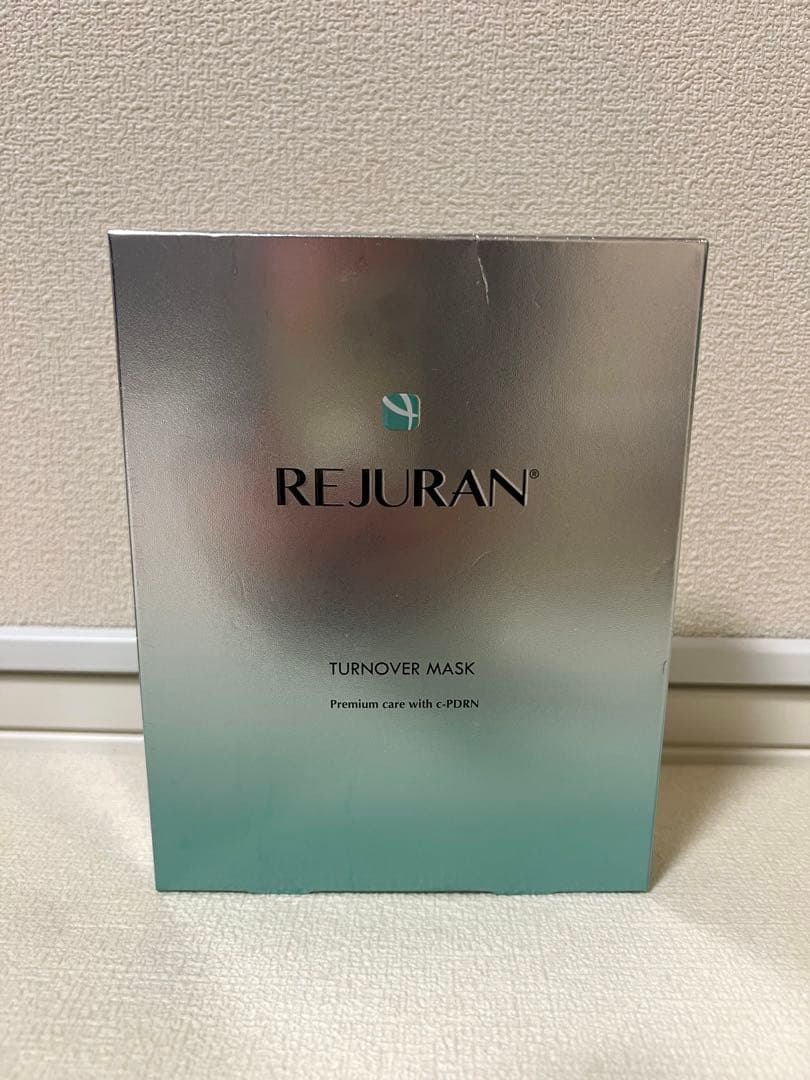 REJURAN®
TURNOVER MASK
Premium care with c-PDRN